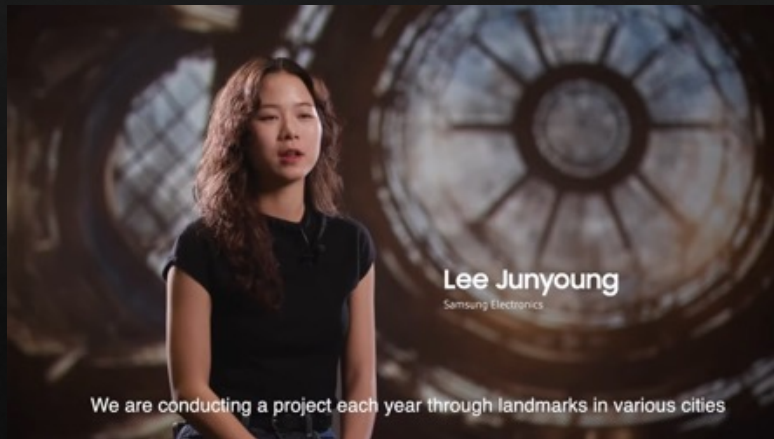 Lee Junyoung
Samsung Electronics
We are conducting a project each year through landmarks in various cities